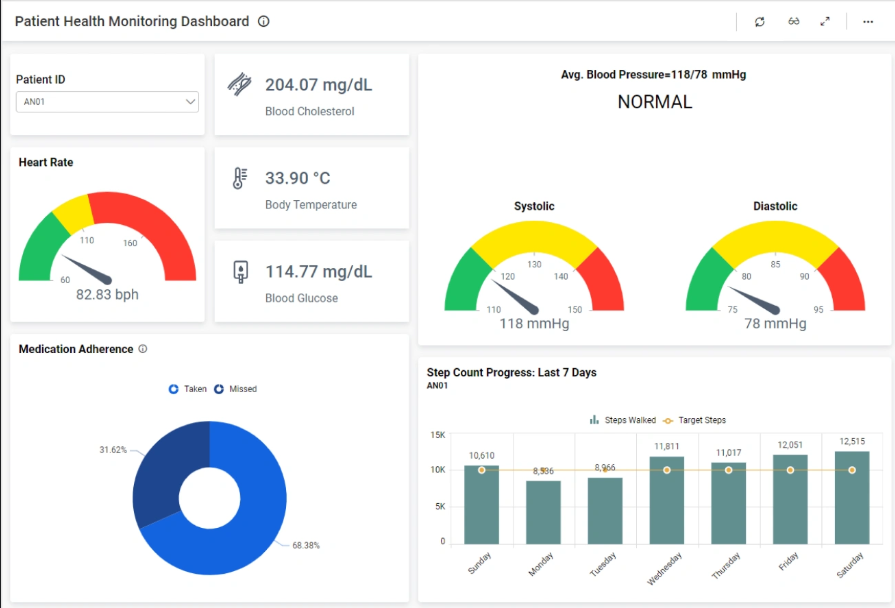 Patient Health Monitoring Dashboard
Patient ID
AN01
204.07 mg/dL
Blood Cholesterol
Heart Rate
60
110
160
82.83 bph
33.90 °C
Body Temperature
114.77 mg/dL
Blood Glucose
Avg. Blood Pressure=118/78 mmHg
NORMAL
Systolic
110
120
130
140
150
118 mmHg
Diastolic
75
80
85
90
95
78 mmHg
Medication Adherence
Taken Missed
31.62%
68.38%
Step Count Progress: Last 7 Days
AN01
Steps Walked Target Steps
15K
10K
5K
0
10,610
8,536
8,966
11,811
11,017
12,051
12,515
Sunday
Monday
Tuesday
Wednesday
Thursday
Friday
Saturday